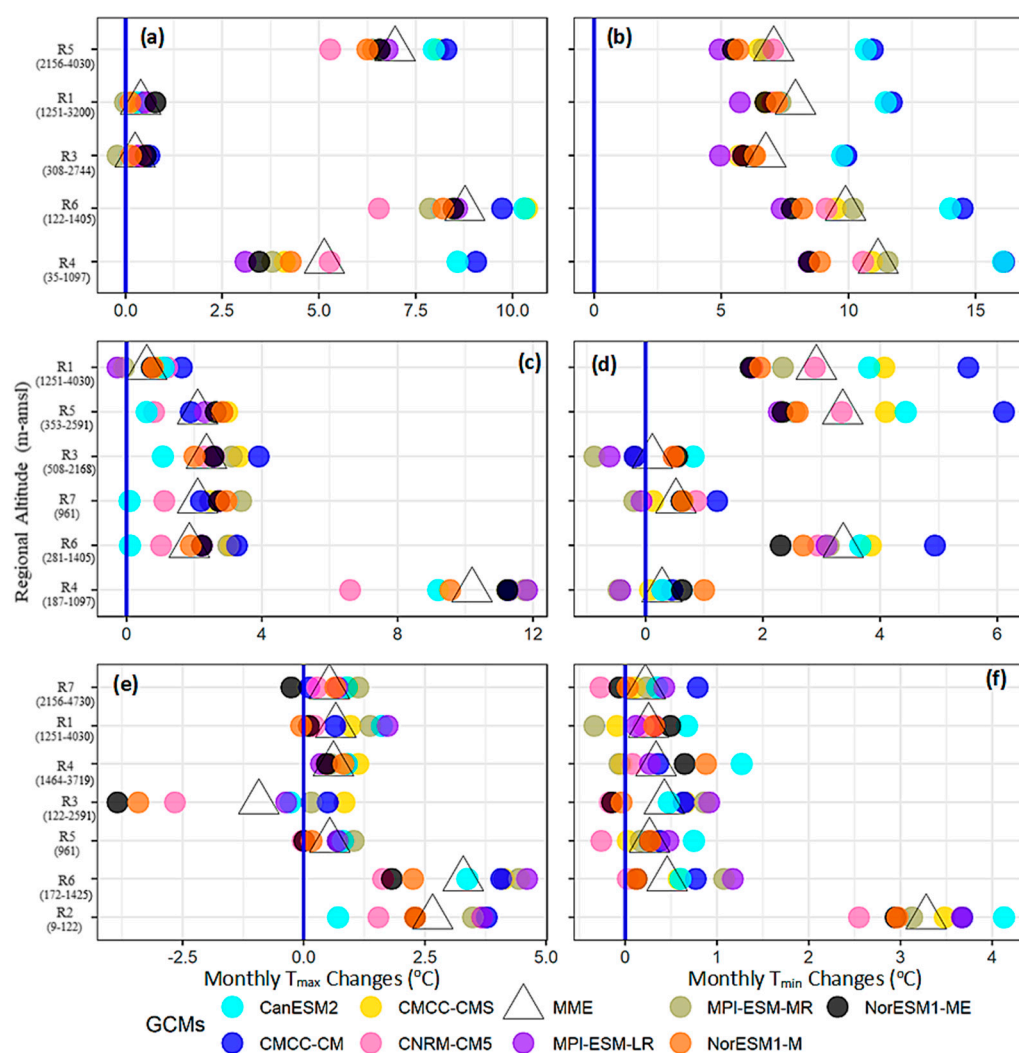 (a)
(b)
R5
(2156-4030)
R1
(1251-3200)
R3
(308-2744)
R6
(122-1405)
R4
(35-1097)
0.0 2.5 5.0 7.5 10.0
0 5 10 15
Regional Altitude (m-amsl)
(c)
(d)
R1
(1251-4030)
R5
(353-2591)
R3
(508-2168)
R7
(961)
R6
(281-1405)
R4
(187-1097)
0 4 8 12
0 2 4 6
(e)
(f)
R7
(2156-4730)
R1
(1251-4030)
R4
(1464-3719)
R3
(122-2591)
R5
(961)
R6
(172-1425)
R2
(9-122)
-2.5 0.0 2.5 5.0
0 1 2 3 4
Monthly Tmax Changes (°C)
Monthly Tmin Changes (°C)
GCMs
CanESM2 CMCC-CMS MME MPI-ESM-MR NorESM1-ME
CMCC-CM CNRM-CM5 MPI-ESM-LR NorESM1-M